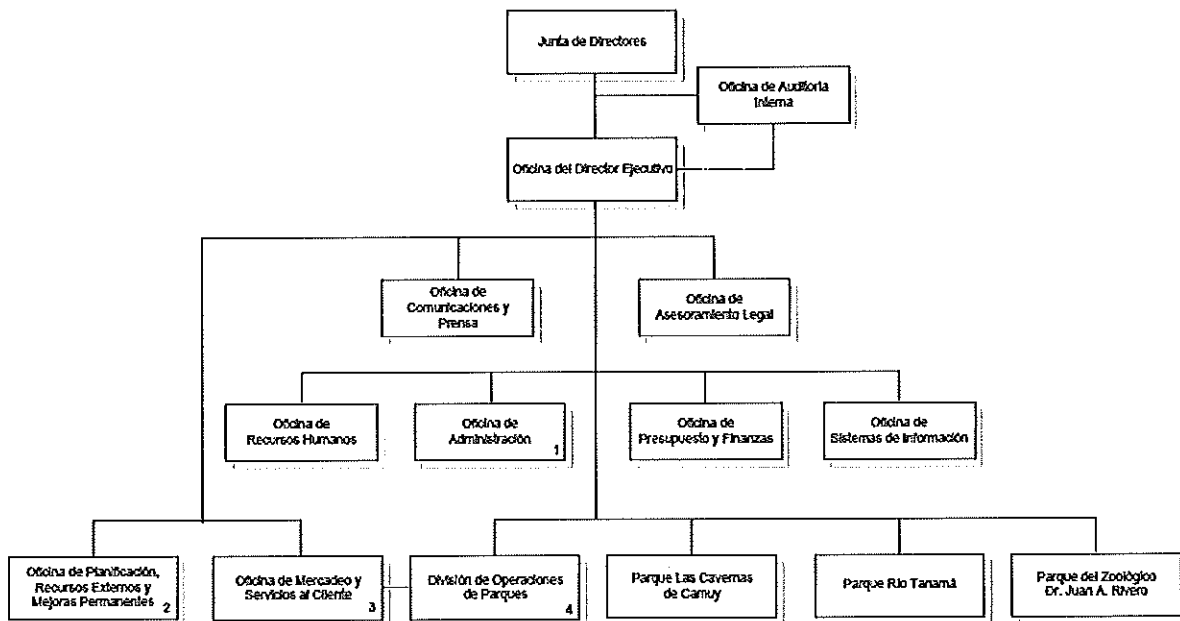 Junta de Directores
Oficina de Auditoría
Interna
Oficina del Director Ejecutivo
Oficina de
Comunicaciones y
Prensa
Oficina de
Asesoramiento Legal
Oficina de
Recursos Humanos
Oficina de
Administración
1
Oficina de
Presupuesto y Finanzas
Oficina de
Sistemas de Información
Oficina de Planificación,
Recursos Externos y
Mejoras Permanentes
2
Oficina de Mercadeo y
Servicios al Cliente
3
División de Operaciones
de Parques
4
Parque Las Cavernas
de Camuy
Parque Río Tanamá
Parque del Zoológico
Dr. Juan A. Rivero